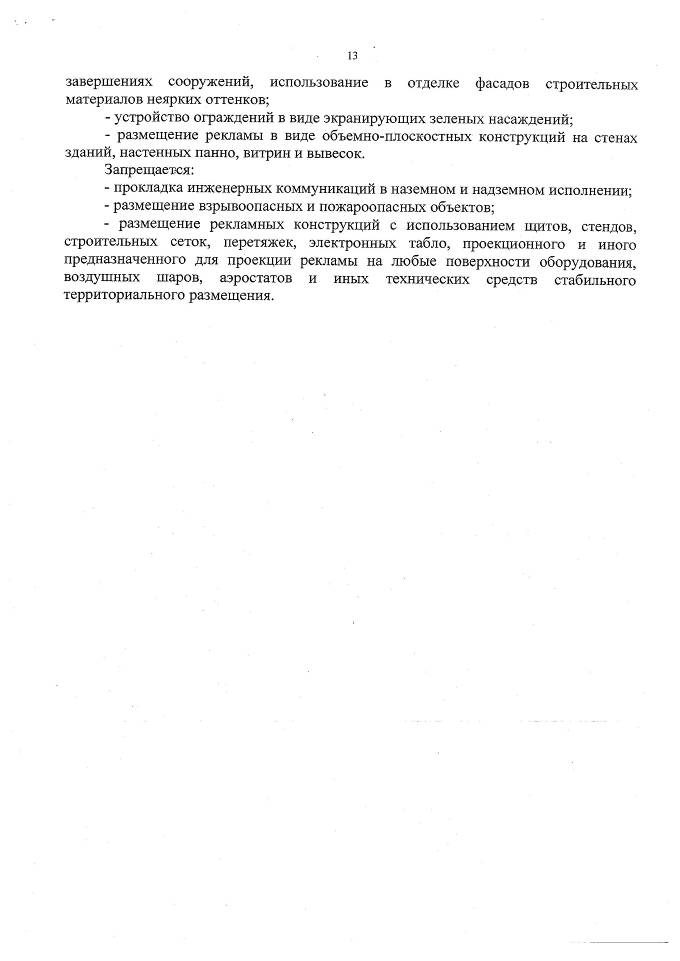 13
завершениях сооружений, использование в отделке фасадов строительных
материалов неярких оттенков;
- устройство ограждений в виде экранирующих зеленых насаждений;
- размещение рекламы в виде объемно-плоскостных конструкций на стенах
зданий, настенных панно, витрин и вывесок.
Запрещается:
- прокладка инженерных коммуникаций в наземном и надземном исполнении;
- размещение взрывоопасных и пожароопасных объектов;
- размещение рекламных конструкций с использованием щитов, стендов,
строительных сеток, перетяжек, электронных табло, проекционного и иного
предназначенного для проекции рекламы на любые поверхности оборудования,
воздушных шаров, аэростатов и иных технических средств стабильного
территориального размещения.